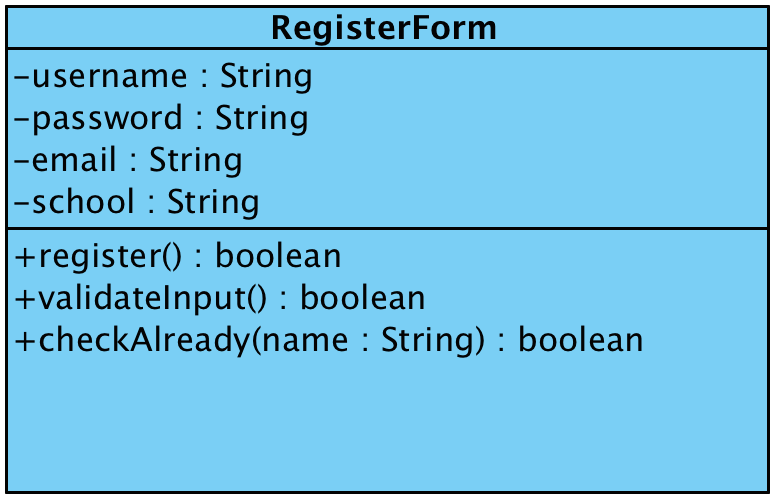 RegisterForm
-username : String
-password : String
-email : String
-school : String
+register() : boolean
+validateInput() : boolean
+checkAlready(name : String) : boolean